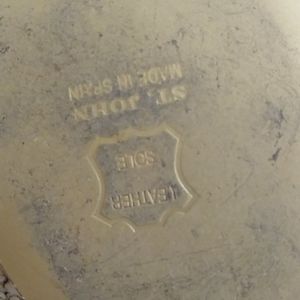 LEATHER
SOLE
ST. JOHN
MADE IN SPAIN